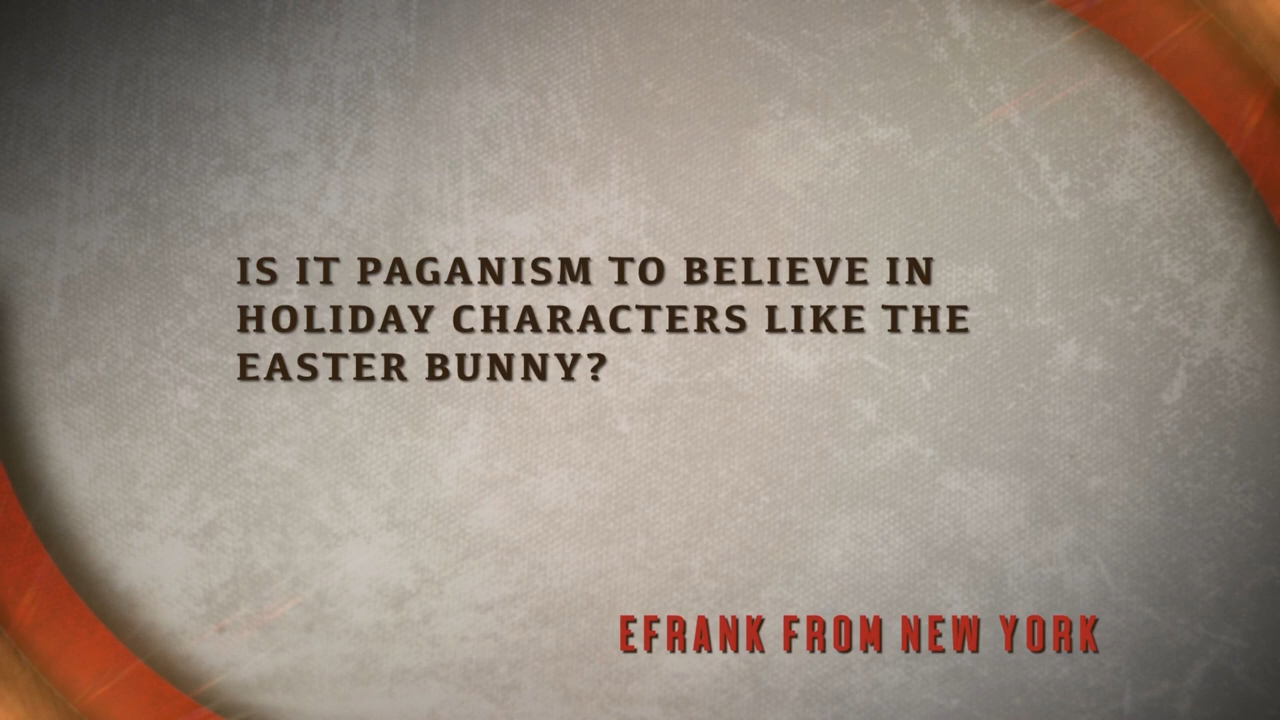 IS IT PAGANISM TO BELIEVE IN
HOLIDAY CHARACTERS LIKE THE
EASTER BUNNY?
EFRANK FROM NEW YORK